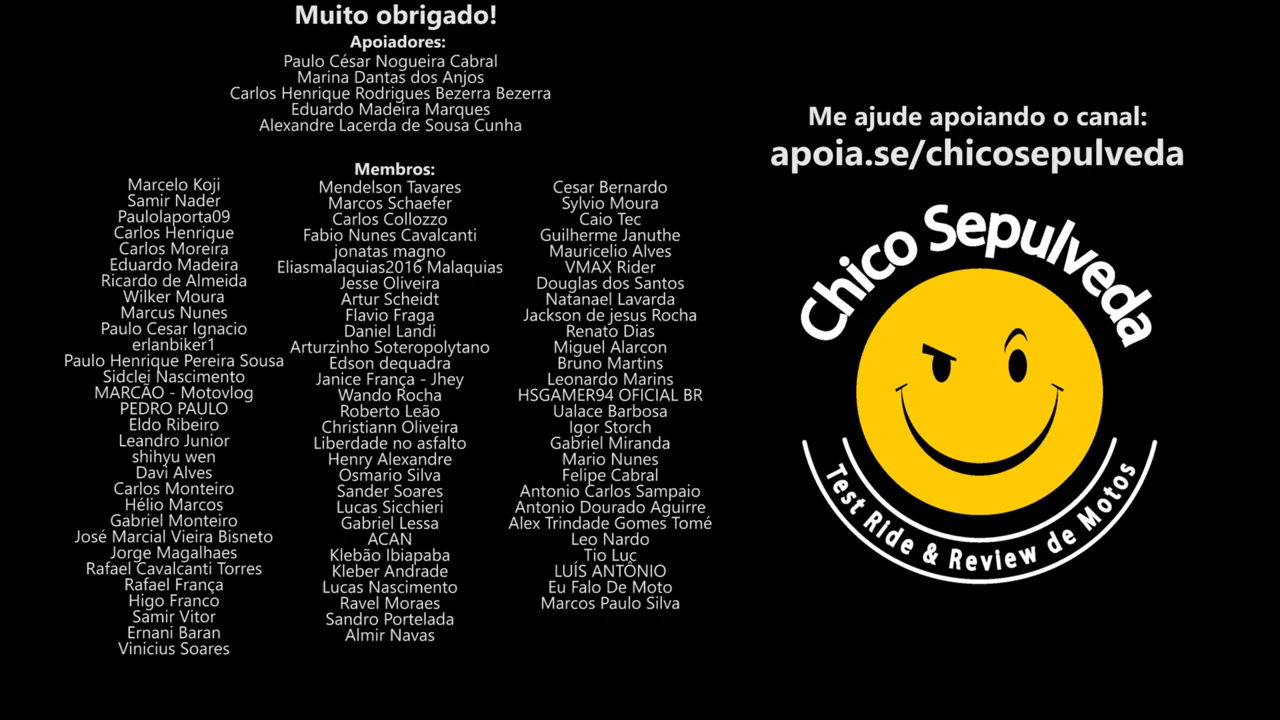 Muito obrigado!
Apoiadores:
Paulo César Nogueira Cabral
Marina Dantas dos Anjos
Carlos Henrique Rodrigues Bezerra Bezerra
Eduardo Madeira Marques
Alexandre Lacerda de Sousa Cunha
Membros:
Marcelo Koji
Samir Nader
Paulolaporta09
Carlos Henrique
Carlos Moreira
Eduardo Madeira
Ricardo de Almeida
Wilker Moura
Marcus Nunes
Paulo Cesar Ignacio
erlanbiker1
Paulo Henrique Pereira Sousa
Sidclei Nascimento
MARCÃO - Motovlog
PEDRO PAULO
Eldo Ribeiro
Leandro Junior
shihyu wen
Davi Alves
Carlos Monteiro
Hélio Marcos
Gabriel Monteiro
José Marcial Vieira Bisneto
Jorge Magalhaes
Rafael Cavalcanti Torres
Rafael França
Higo Franco
Samir Vitor
Ernani Baran
Vinicius Soares
Mendelson Tavares
Marcos Schaefer
Carlos Collozzo
Fabio Nunes Cavalcanti
jonatas magno
Eliasmalaquias2016 Malaquias
Jesse Oliveira
Artur Scheidt
Flavio Fraga
Daniel Landi
Arturzinho Soteropolytano
Edson dequadra
Janice França - Jhey
Wando Rocha
Roberto Leão
Christiann Oliveira
Liberdade no asfalto
Henry Alexandre
Osmario Silva
Sander Soares
Lucas Sicchieri
Gabriel Lessa
ACAN
Klebão Ibiapaba
Kleber Andrade
Lucas Nascimento
Ravel Moraes
Sandro Portelada
Almir Navas
Cesar Bernardo
Sylvio Moura
Caio Tec
Guilherme Januthe
Mauricelio Alves
VMAX Rider
Douglas dos Santos
Natanael Lavarda
Jackson de jesus Rocha
Renato Dias
Miguel Alarcon
Bruno Martins
Leonardo Marins
HSGAMER94 OFICIAL BR
Ualace Barbosa
Igor Storch
Gabriel Miranda
Mario Nunes
Felipe Cabral
Antonio Carlos Sampaio
Antonio Dourado Aguirre
Alex Trindade Gomes Tomé
Leo Nardo
Tio Luc
LUÍS ANTÔNIO
Eu Falo De Moto
Marcos Paulo Silva
Me ajude apoiando o canal:
apoia.se/chicosepulveda
Chico Sepulveda
Test Ride & Review de Motos